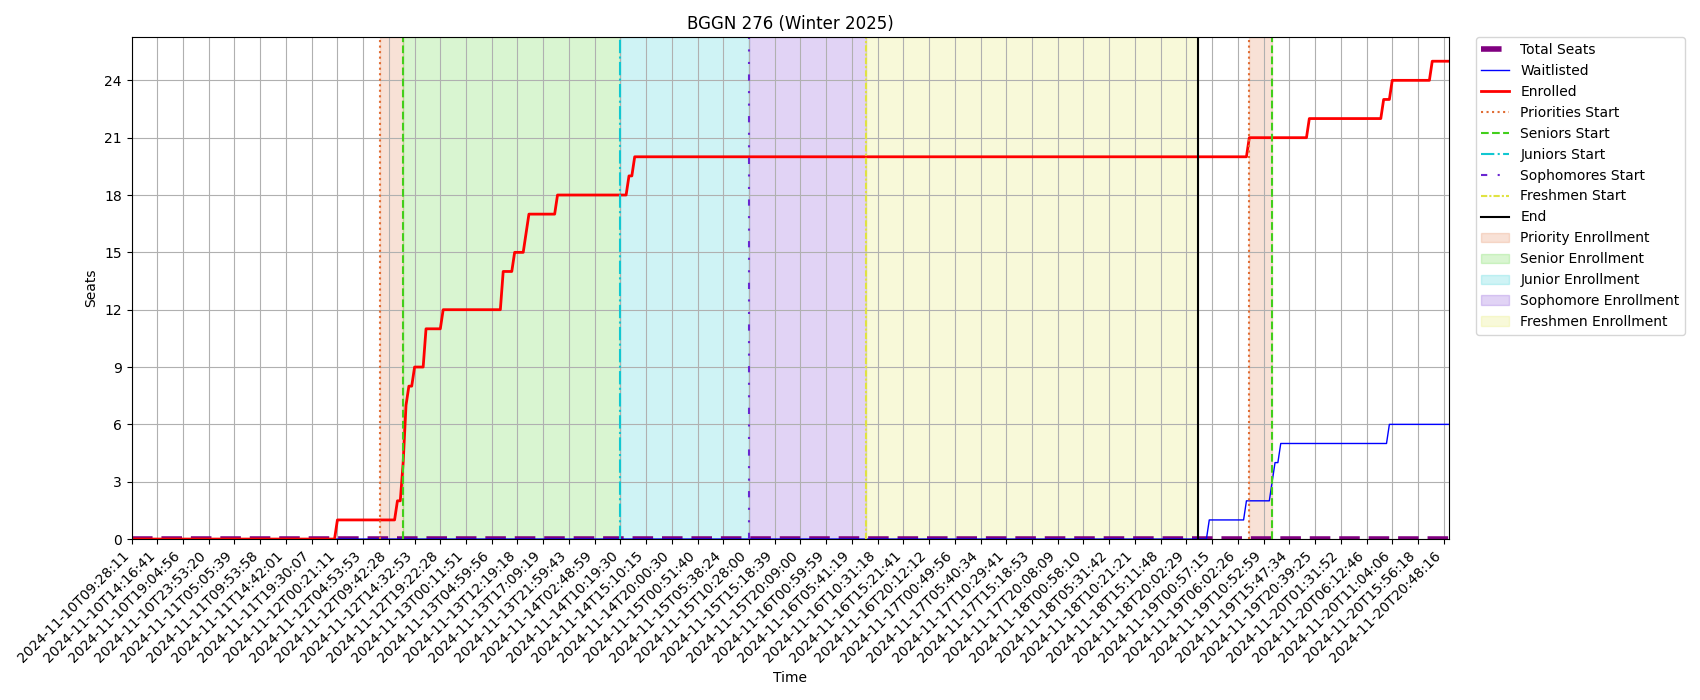 BGGN 276 (Winter 2025)
Total Seats
Waitlisted
Enrolled
Priorities Start
Seniors Start
Juniors Start
Sophomores Start
Freshmen Start
End
Priority Enrollment
Senior Enrollment
Junior Enrollment
Sophomore Enrollment
Freshmen Enrollment
Seats
24
21
18
15
12
9
6
3
0
2024-11-10T09:28:11
2024-11-10T14:16:41
2024-11-10T19:04:56
2024-11-10T23:53:20
2024-11-11T05:05:39
2024-11-11T09:53:58
2024-11-11T14:42:01
2024-11-11T19:30:07
2024-11-12T00:21:11
2024-11-12T04:53:53
2024-11-12T09:42:28
2024-11-12T14:32:53
2024-11-12T19:22:28
2024-11-13T00:11:51
2024-11-13T04:59:56
2024-11-13T12:19:18
2024-11-13T17:09:19
2024-11-13T21:59:43
2024-11-14T02:48:59
2024-11-14T10:19:30
2024-11-14T15:10:15
2024-11-14T20:00:30
2024-11-15T00:51:40
2024-11-15T05:38:24
2024-11-15T10:28:00
2024-11-15T15:18:39
2024-11-15T20:09:00
2024-11-16T00:59:59
2024-11-16T05:41:19
2024-11-16T10:31:18
2024-11-16T15:21:41
2024-11-16T20:12:12
2024-11-17T00:49:56
2024-11-17T05:40:34
2024-11-17T10:29:41
2024-11-17T15:18:53
2024-11-17T20:08:09
2024-11-18T00:58:10
2024-11-18T05:31:42
2024-11-18T10:21:21
2024-11-18T15:11:48
2024-11-18T20:02:29
2024-11-19T00:57:15
2024-11-19T06:02:26
2024-11-19T10:52:59
2024-11-19T15:47:34
2024-11-19T20:39:25
2024-11-20T01:31:52
2024-11-20T06:12:46
2024-11-20T11:04:06
2024-11-20T15:56:18
2024-11-20T20:48:16
Time